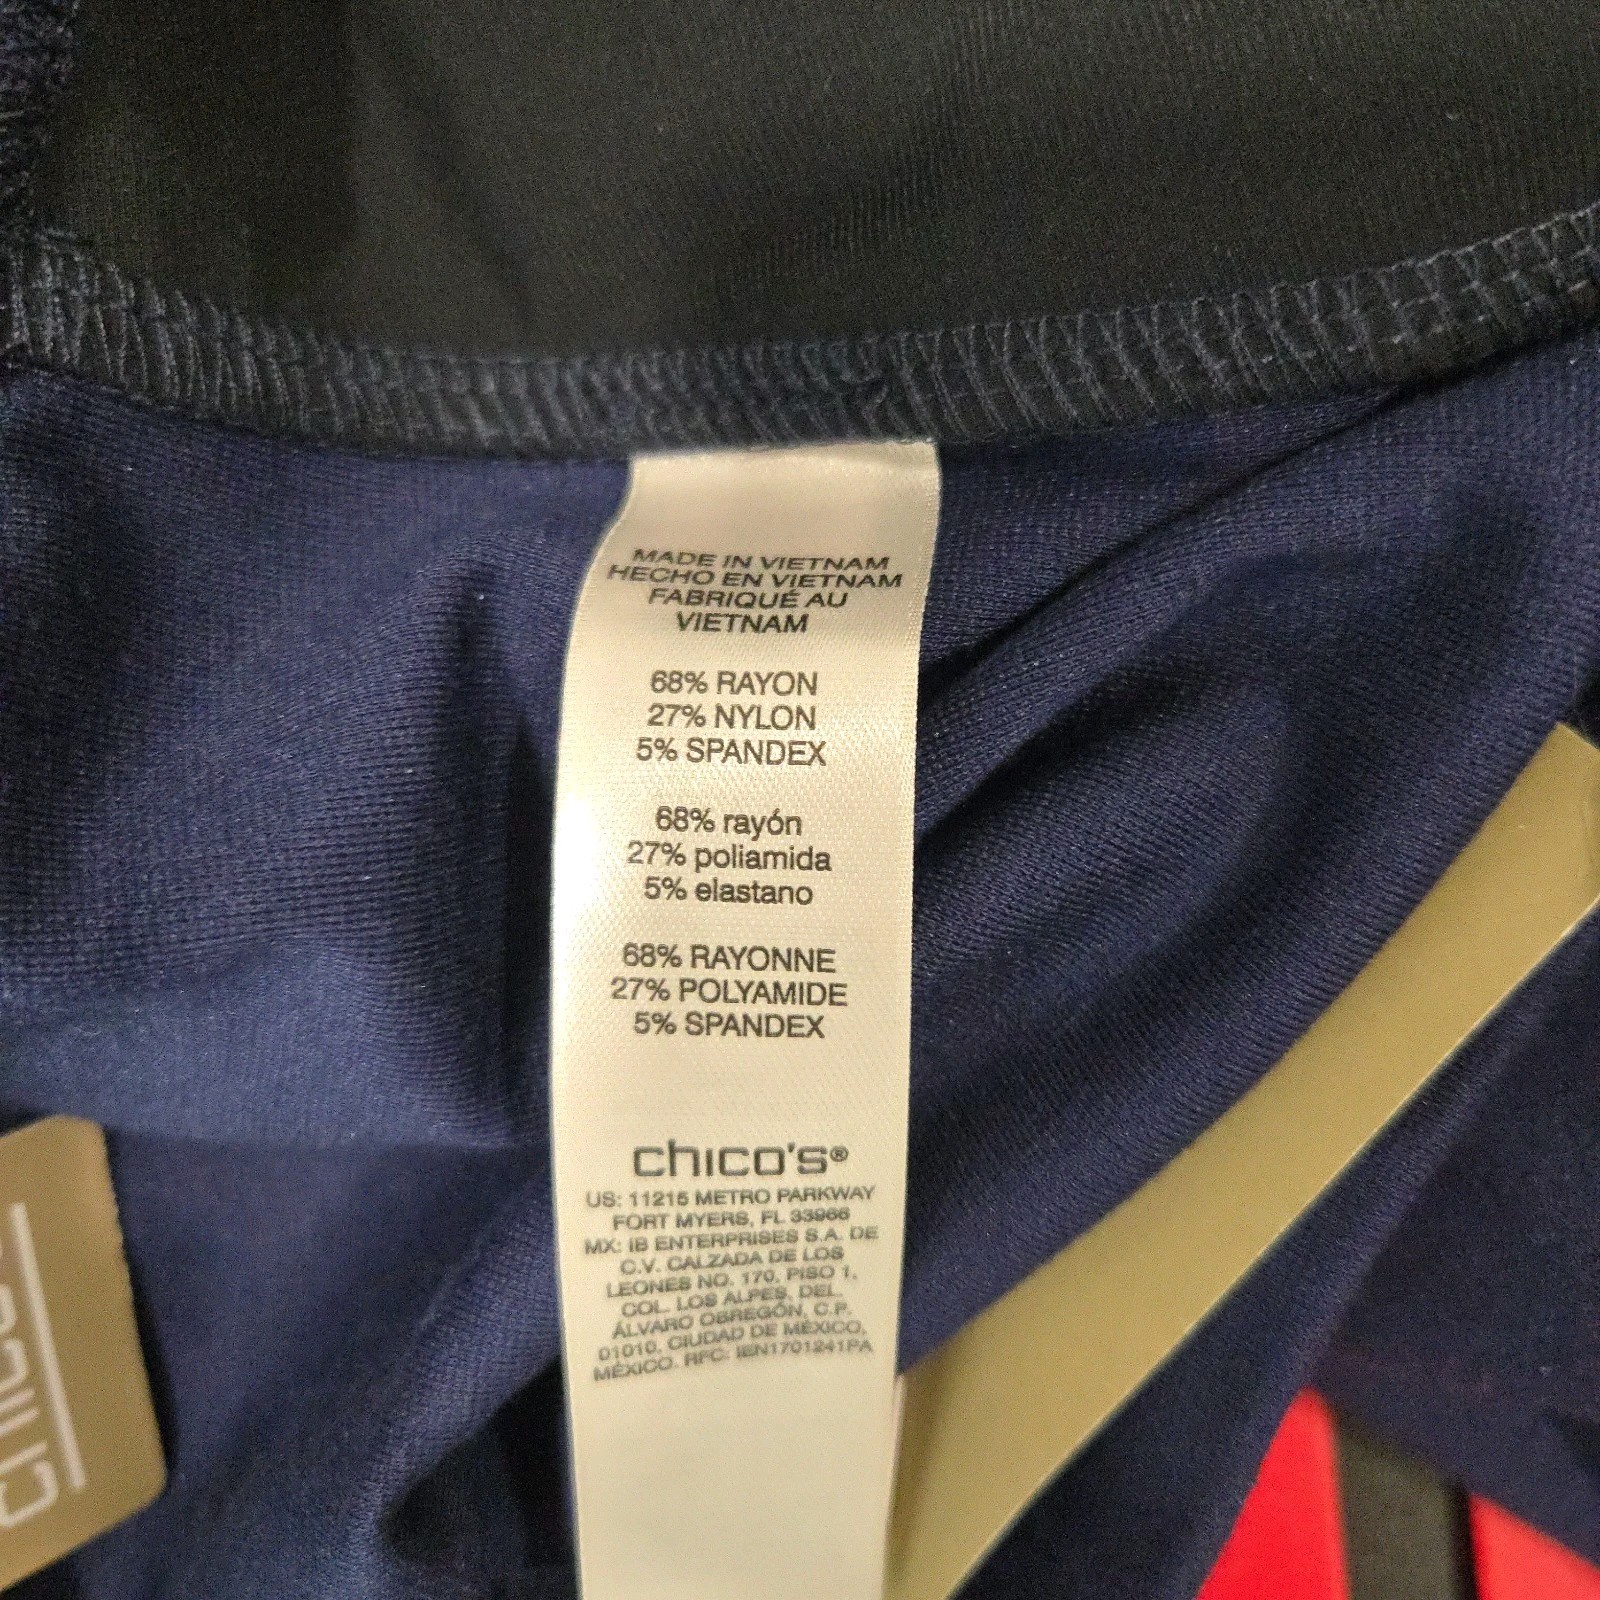 MADE IN VIETNAM
HECHO EN VIETNAM
FABRIQUÉ AU
VIETNAM
68% RAYON
27% NYLON
5% SPANDEX
68% rayón
27% poliamida
5% elastano
68% RAYONNE
27% POLYAMIDE
5% SPANDEX
chico's®
US: 11215 METRO PARKWAY
FORT MYERS, FL 33966
MX: IB ENTERPRISES S.A. DE
C.V. CALZADA DE LOS
LEONES NO. 170, PISO 1,
COL. LOS ALPES, DEL.
ÁLVARO OBREGÓN, C.P.
01010, CIUDAD DE MÉXICO,
MÉXICO. RFC: IEN1701241PA